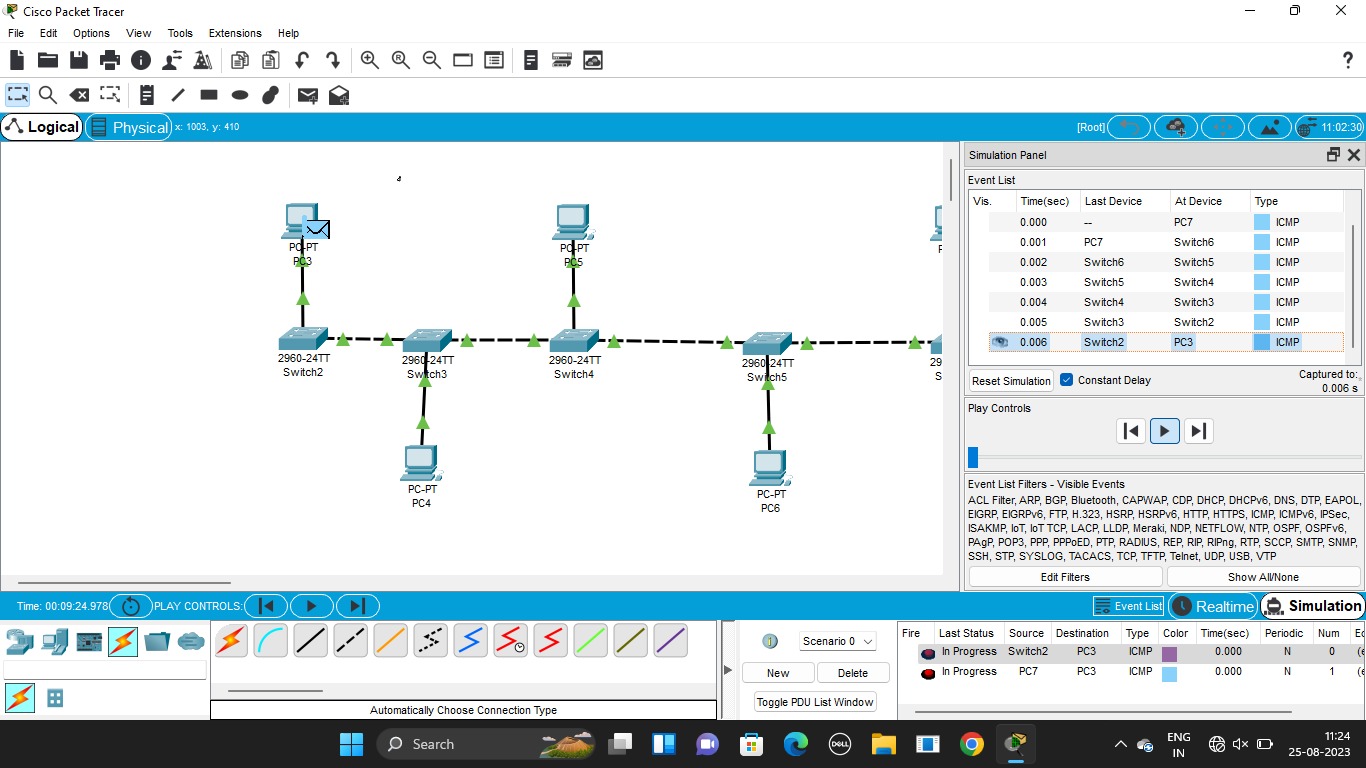 Cisco Packet Tracer
File Edit Options View Tools Extensions Help
Logical Physical x: 1003, y: 410 [Root] 11:02:30
PC-PT
PC3
PC-PT
PC5
2960-24TT
Switch2
2960-24TT
Switch3
2960-24TT
Switch4
2960-24TT
Switch5
29
S
PC-PT
PC4
PC-PT
PC6
Simulation Panel
Event List
Vis. Time(sec) Last Device At Device Type
0.000 -- PC7 ICMP
0.001 PC7 Switch6 ICMP
0.002 Switch6 Switch5 ICMP
0.003 Switch5 Switch4 ICMP
0.004 Switch4 Switch3 ICMP
0.005 Switch3 Switch2 ICMP
0.006 Switch2 PC3 ICMP
Reset Simulation Constant Delay Captured to:
0.006 s
Play Controls
Event List Filters - Visible Events
ACL Filter, ARP, BGP, Bluetooth, CAPWAP, CDP, DHCP, DHCPv6, DNS, DTP, EAPOL,
EIGRP, EIGRPv6, FTP, H.323, HSRP, HSRPv6, HTTP, HTTPS, ICMP, ICMPv6, IPSec,
ISAKMP, IoT, IoT TCP, LACP, LLDP, Meraki, NDP, NETFLOW, NTP, OSPF, OSPFv6,
PAgP, POP3, PPP, PPPoED, PTP, RADIUS, REP, RIP, RIPng, RTP, SCCP, SMTP, SNMP,
SSH, STP, SYSLOG, TACACS, TCP, TFTP, Telnet, UDP, USB, VTP
Edit Filters Show All/None
Time: 00:09:24.978 PLAY CONTROLS: Event List Realtime Simulation
Automatically Choose Connection Type
Scenario 0
New Delete
Toggle PDU List Window
Fire Last Status Source Destination Type Color Time(sec) Periodic Num Ec
In Progress Switch2 PC3 ICMP 0.000 N 0 (e
In Progress PC7 PC3 ICMP 0.000 N 1 (e
Search
DELL
ENG
IN
11:24
25-08-2023